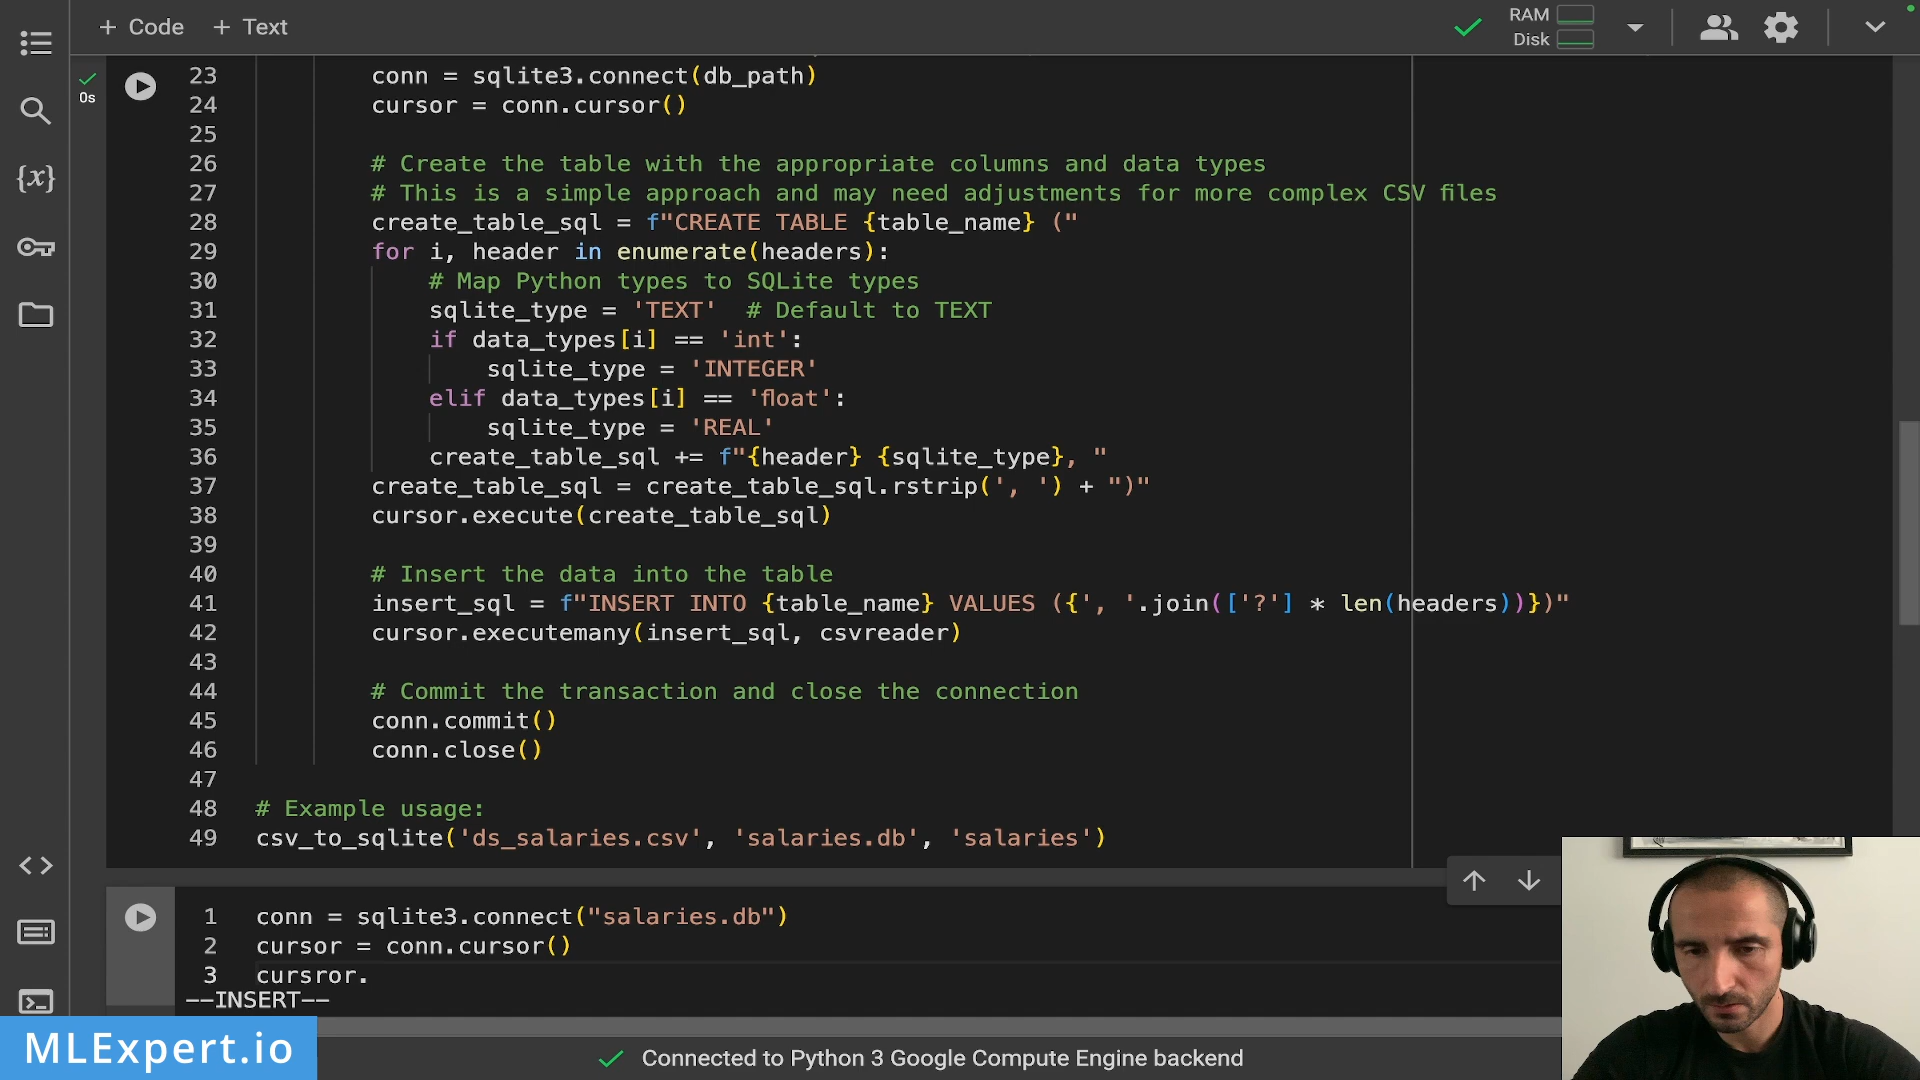 + Code + Text
RAM
Disk
0s
23 conn = sqlite3.connect(db_path)
24 cursor = conn.cursor()
25
26 # Create the table with the appropriate columns and data types
27 # This is a simple approach and may need adjustments for more complex CSV files
28 create_table_sql = f"CREATE TABLE {table_name} ("
29 for i, header in enumerate(headers):
30 # Map Python types to SQLite types
31 sqlite_type = 'TEXT' # Default to TEXT
32 if data_types[i] == 'int':
33 sqlite_type = 'INTEGER'
34 elif data_types[i] == 'float':
35 sqlite_type = 'REAL'
36 create_table_sql += f"{header} {sqlite_type}, "
37 create_table_sql = create_table_sql.rstrip(', ') + ")"
38 cursor.execute(create_table_sql)
39
40 # Insert the data into the table
41 insert_sql = f"INSERT INTO {table_name} VALUES ({', '.join(['?'] * len(headers))})"
42 cursor.executemany(insert_sql, csvreader)
43
44 # Commit the transaction and close the connection
45 conn.commit()
46 conn.close()
47
48 # Example usage:
49 csv_to_sqlite('ds_salaries.csv', 'salaries.db', 'salaries')
1 conn = sqlite3.connect("salaries.db")
2 cursor = conn.cursor()
3 cursror.
--INSERT--
MLExpert.io
Connected to Python 3 Google Compute Engine backend